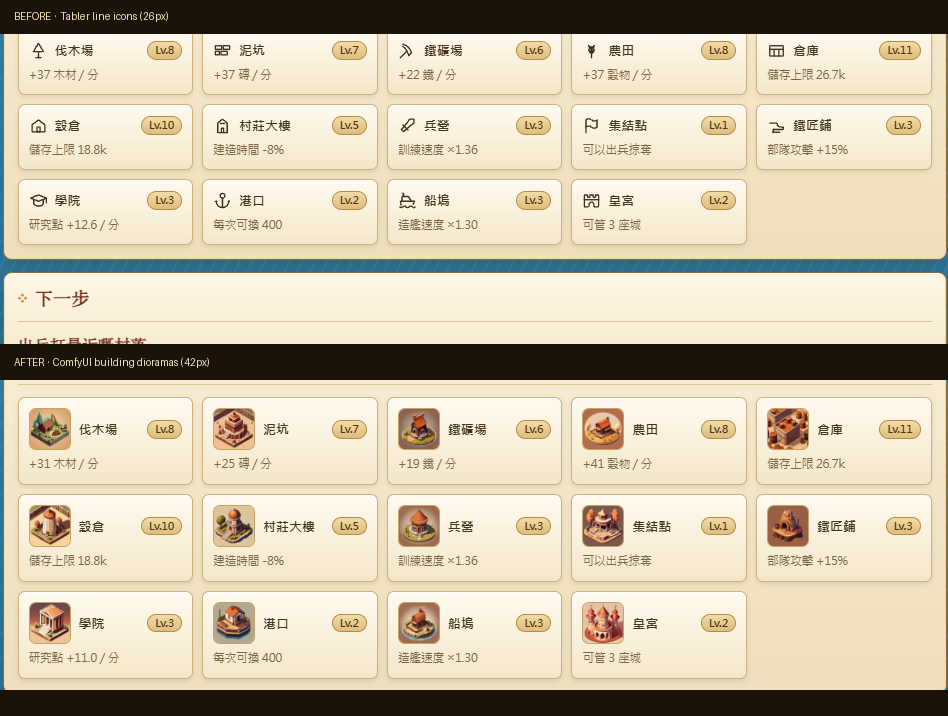 BEFORE · Tabler line icons (26px)
伐木場 Lv.8 泥坑 Lv.7 鐵礦場 Lv.6 農田 Lv.8 倉庫 Lv.11
+37 木材 / 分 +37 磚 / 分 +22 鐵 / 分 +37 穀物 / 分 儲存上限 26.7k
穀倉 Lv.10 村莊大樓 Lv.5 兵營 Lv.3 集結點 Lv.1 鐵匠鋪 Lv.3
儲存上限 18.8k 建造時間 -8% 訓練速度 ×1.36 可以出兵掠奪 部隊攻擊 +15%
學院 Lv.3 港口 Lv.2 船塢 Lv.3 皇宮 Lv.2
研究點 +12.6 / 分 每次可換 400 造艦速度 ×1.30 可管 3 座城
下一步
出兵打最近嘅村落
AFTER · ComfyUI building dioramas (42px)
伐木場 Lv.8 泥坑 Lv.7 鐵礦場 Lv.6 農田 Lv.8 倉庫 Lv.11
+31 木材 / 分 +25 磚 / 分 +19 鐵 / 分 +41 穀物 / 分 儲存上限 26.7k
穀倉 Lv.10 村莊大樓 Lv.5 兵營 Lv.3 集結點 Lv.1 鐵匠鋪 Lv.3
儲存上限 18.8k 建造時間 -8% 訓練速度 ×1.36 可以出兵掠奪 部隊攻擊 +15%
學院 Lv.3 港口 Lv.2 船塢 Lv.3 皇宮 Lv.2
研究點 +11.0 / 分 每次可換 400 造艦速度 ×1.30 可管 3 座城